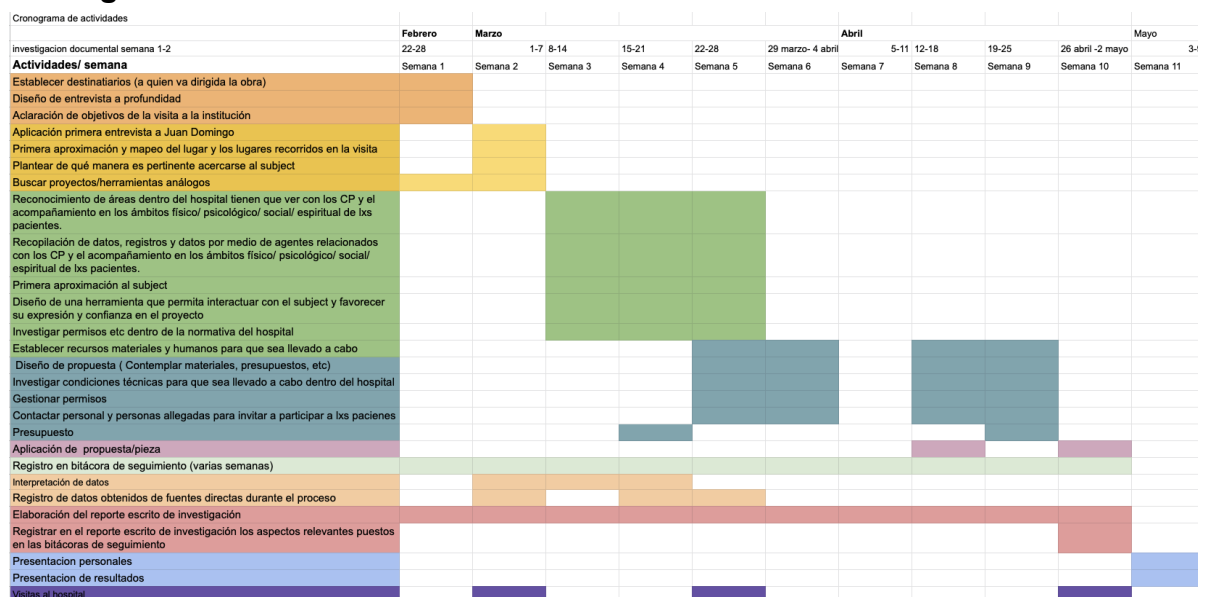 Cronograma de actividades
Febrero Marzo Abril Mayo
investigacion documental semana 1-2 22-28 1-7 8-14 15-21 22-28 29 marzo- 4 abril 5-11 12-18 19-25 26 abril -2 mayo
Actividades/ semana Semana 1 Semana 2 Semana 3 Semana 4 Semana 5 Semana 6 Semana 7 Semana 8 Semana 9 Semana 10 Semana 11
Establecer destinatiarios (a quien va dirigida la obra)
Diseño de entrevista a profundidad
Aclaración de objetivos de la visita a la institución
Aplicación primera entrevista a Juan Domingo
Primera aproximación y mapeo del lugar y los lugares recorridos en la visita
Plantear de qué manera es pertinente acercarse al subject
Buscar proyectos/herramientas análogos
Reconocimiento de áreas dentro del hospital tienen que ver con los CP y el
acompañamiento en los ámbitos físico/ psicológico/ social/ espiritual de lxs
pacientes.
Recopilación de datos, registros y datos por medio de agentes relacionados
con los CP y el acompañamiento en los ámbitos físico/ psicológico/ social/
espiritual de lxs pacientes.
Primera aproximación al subject
Diseño de una herramienta que permita interactuar con el subject y favorecer
su expresión y confianza en el proyecto
Investigar permisos etc dentro de la normativa del hospital
Establecer recursos materiales y humanos para que sea llevado a cabo
Diseño de propuesta ( Contemplar materiales, presupuestos, etc)
Investigar condiciones técnicas para que sea llevado a cabo dentro del hospital
Gestionar permisos
Contactar personal y personas allegadas para invitar a participar a lxs pacienes
Presupuesto
Aplicación de propuesta/pieza
Registro en bitácora de seguimiento (varias semanas)
Interpretación de datos
Registro de datos obtenidos de fuentes directas durante el proceso
Elaboración del reporte escrito de investigación
Registrar en el reporte escrito de investigación los aspectos relevantes puestos
en las bitácoras de seguimiento
Presentacion personales
Presentacion de resultados
Visitas al hospital